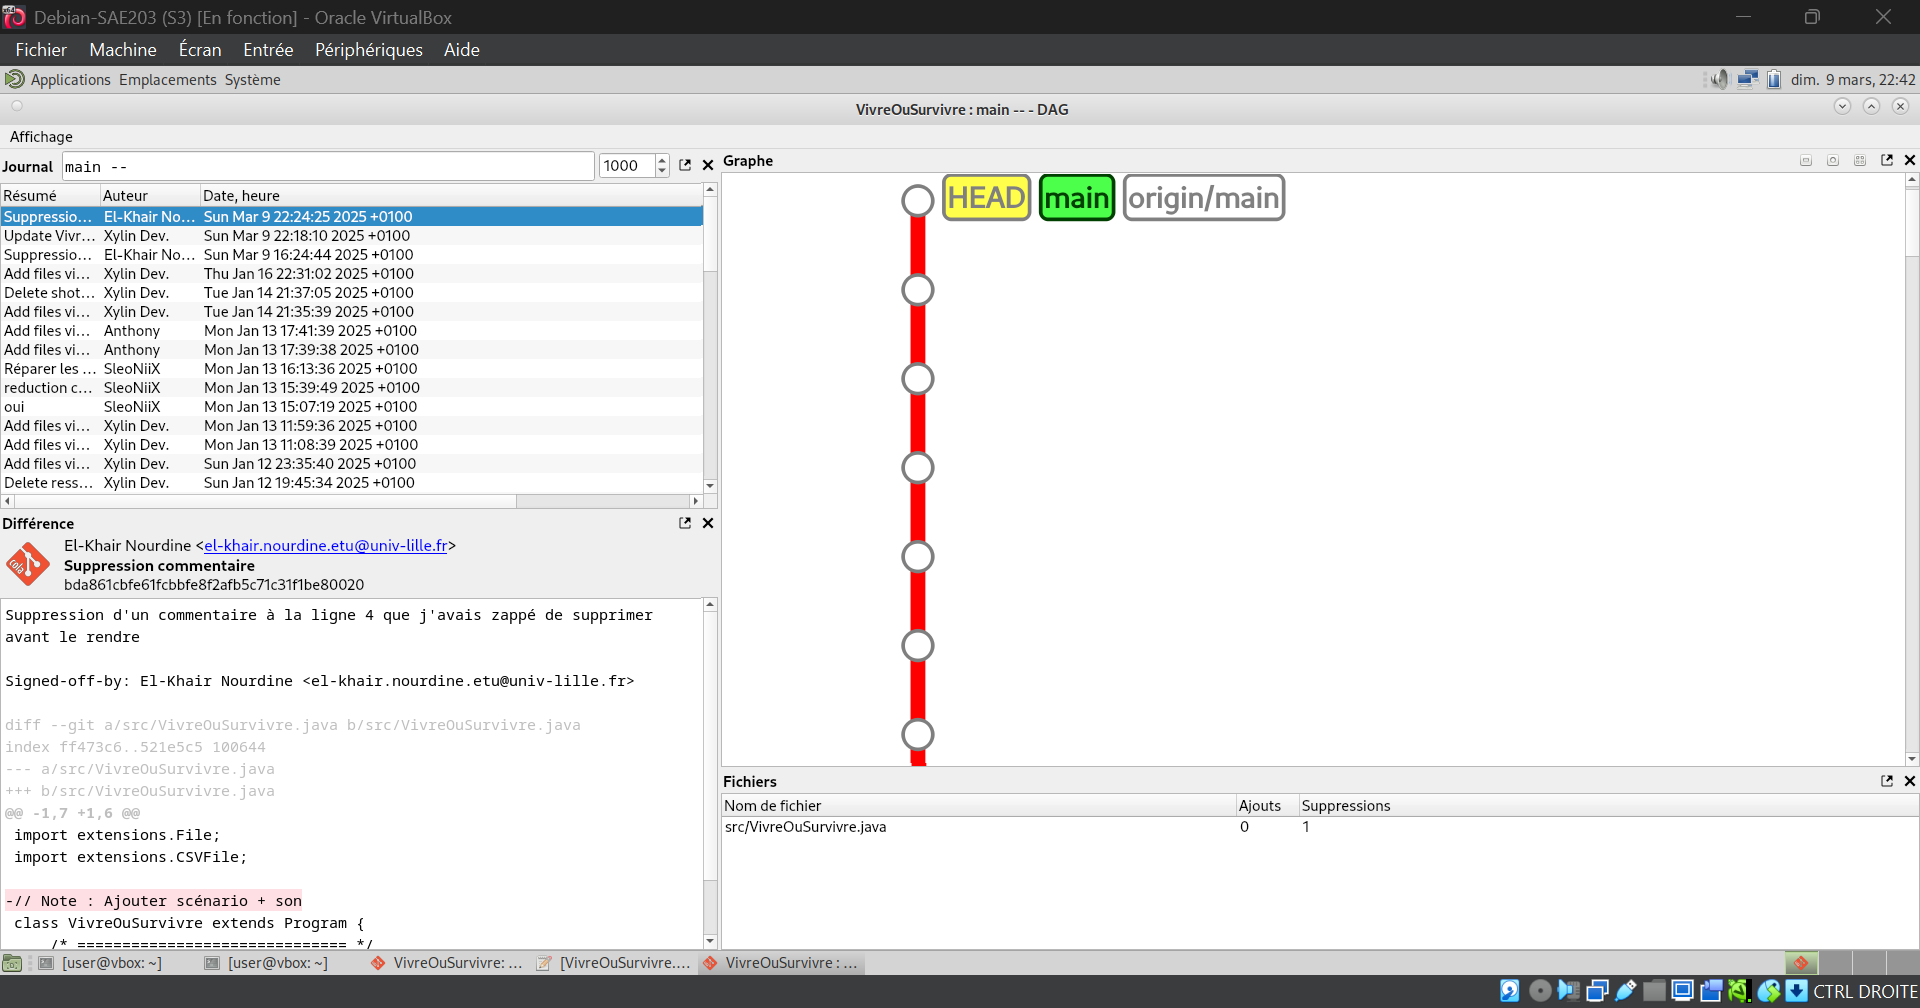 Debian-SAE203 (S3) [En fonction] - Oracle VirtualBox
Fichier Machine Écran Entrée Périphériques Aide
Applications Emplacements Système
dim. 9 mars, 22:42
VivreOuSurvivre : main -- - DAG
Affichage
Journal main -- 1000
Résumé Auteur Date, heure
Suppressio... El-Khair No... Sun Mar 9 22:24:25 2025 +0100
Update Vivr... Xylin Dev. Sun Mar 9 22:18:10 2025 +0100
Suppressio... El-Khair No... Sun Mar 9 16:24:44 2025 +0100
Add files vi... Xylin Dev. Thu Jan 16 22:31:02 2025 +0100
Delete shot... Xylin Dev. Tue Jan 14 21:37:05 2025 +0100
Add files vi... Xylin Dev. Tue Jan 14 21:35:39 2025 +0100
Add files vi... Anthony Mon Jan 13 17:41:39 2025 +0100
Add files vi... Anthony Mon Jan 13 17:39:38 2025 +0100
Réparer les ... SleoNiiX Mon Jan 13 16:13:36 2025 +0100
reduction c... SleoNiiX Mon Jan 13 15:39:49 2025 +0100
oui SleoNiiX Mon Jan 13 15:07:19 2025 +0100
Add files vi... Xylin Dev. Mon Jan 13 11:59:36 2025 +0100
Add files vi... Xylin Dev. Mon Jan 13 11:08:39 2025 +0100
Add files vi... Xylin Dev. Sun Jan 12 23:35:40 2025 +0100
Delete ress... Xylin Dev. Sun Jan 12 19:45:34 2025 +0100
Différence
cola
El-Khair Nourdine <el-khair.nourdine.etu@univ-lille.fr>
Suppression commentaire
bda861cbfe61fcbbfe8f2afb5c71c31f1be80020
Suppression d'un commentaire à la ligne 4 que j'avais zappé de supprimer
avant le rendre
Signed-off-by: El-Khair Nourdine <el-khair.nourdine.etu@univ-lille.fr>
diff --git a/src/VivreOuSurvivre.java b/src/VivreOuSurvivre.java
index ff473c6..521e5c5 100644
--- a/src/VivreOuSurvivre.java
+++ b/src/VivreOuSurvivre.java
@@ -1,7 +1,6 @@
import extensions.File;
import extensions.CSVFile;
-// Note : Ajouter scénario + son
class VivreOuSurvivre extends Program {
/* ============================== */
Graphe
HEAD main origin/main
Fichiers
Nom de fichier Ajouts Suppressions
src/VivreOuSurvivre.java 0 1
[user@vbox: ~] [user@vbox: ~] VivreOuSurvivre: ... [VivreOuSurvivre.... VivreOuSurvivre : ...
CTRL DROITE